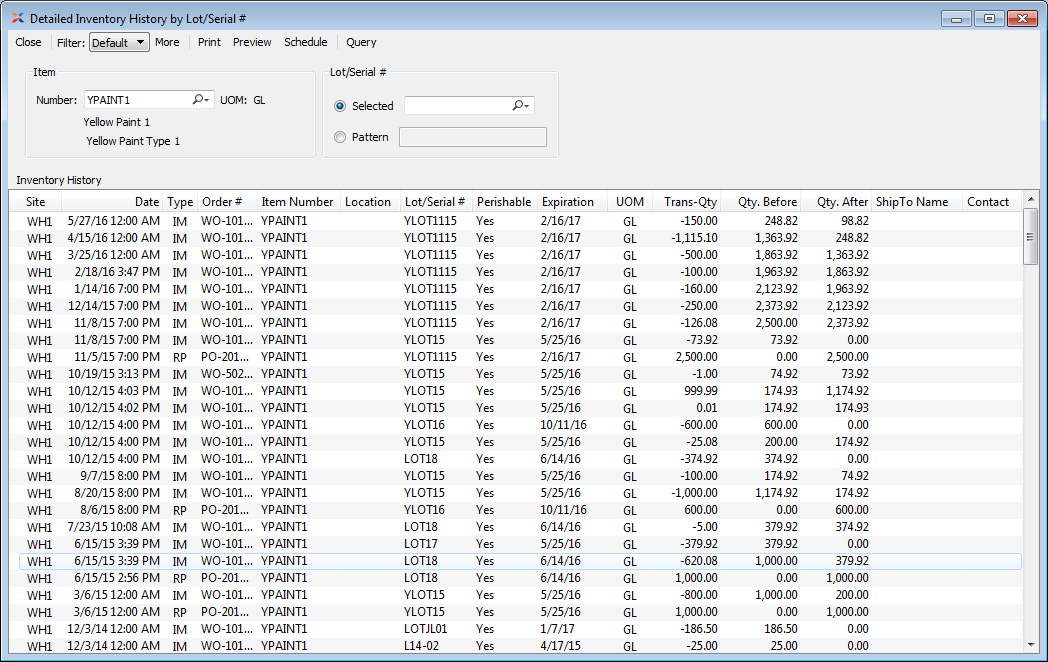 Detailed Inventory History by Lot/Serial #
Close Filter: Default More Print Preview Schedule Query
Item
Number: YPAINT1 UOM: GL
Yellow Paint 1
Yellow Paint Type 1
Lot/Serial #
Selected
Pattern
Inventory History
Site Date Type Order # Item Number Location Lot/Serial # Perishable Expiration UOM Trans-Qty Qty. Before Qty. After ShipTo Name Contact
WH1 5/27/16 12:00 AM IM WO-101... YPAINT1 YLOT1115 Yes 2/16/17 GL -150.00 248.82 98.82
WH1 4/15/16 12:00 AM IM WO-101... YPAINT1 YLOT1115 Yes 2/16/17 GL -1,115.10 1,363.92 248.82
WH1 3/25/16 12:00 AM IM WO-101... YPAINT1 YLOT1115 Yes 2/16/17 GL -500.00 1,863.92 1,363.92
WH1 2/18/16 3:47 PM IM WO-101... YPAINT1 YLOT1115 Yes 2/16/17 GL -100.00 1,963.92 1,863.92
WH1 1/14/16 7:00 PM IM WO-101... YPAINT1 YLOT1115 Yes 2/16/17 GL -160.00 2,123.92 1,963.92
WH1 12/14/15 7:00 PM IM WO-101... YPAINT1 YLOT1115 Yes 2/16/17 GL -250.00 2,373.92 2,123.92
WH1 11/8/15 7:00 PM IM WO-101... YPAINT1 YLOT1115 Yes 2/16/17 GL -126.08 2,500.00 2,373.92
WH1 11/8/15 7:00 PM IM WO-101... YPAINT1 YLOT15 Yes 5/25/16 GL -73.92 73.92 0.00
WH1 11/5/15 7:00 PM RP PO-201... YPAINT1 YLOT1115 Yes 2/16/17 GL 2,500.00 0.00 2,500.00
WH1 10/19/15 3:13 PM IM WO-502... YPAINT1 YLOT15 Yes 5/25/16 GL -1.00 74.92 73.92
WH1 10/12/15 4:03 PM IM WO-101... YPAINT1 YLOT15 Yes 5/25/16 GL 999.99 174.93 1,174.92
WH1 10/12/15 4:02 PM IM WO-101... YPAINT1 YLOT15 Yes 5/25/16 GL 0.01 174.92 174.93
WH1 10/12/15 4:00 PM IM WO-101... YPAINT1 YLOT16 Yes 10/11/16 GL -600.00 600.00 0.00
WH1 10/12/15 4:00 PM IM WO-101... YPAINT1 YLOT15 Yes 5/25/16 GL -25.08 200.00 174.92
WH1 10/12/15 4:00 PM IM WO-101... YPAINT1 LOT18 Yes 6/14/16 GL -374.92 374.92 0.00
WH1 9/7/15 8:00 PM IM WO-101... YPAINT1 YLOT15 Yes 5/25/16 GL -100.00 174.92 74.92
WH1 8/20/15 8:00 PM IM WO-101... YPAINT1 YLOT15 Yes 5/25/16 GL -1,000.00 1,174.92 174.92
WH1 8/6/15 8:00 PM RP PO-201... YPAINT1 YLOT16 Yes 10/11/16 GL 600.00 0.00 600.00
WH1 7/23/15 10:08 AM IM WO-101... YPAINT1 LOT18 Yes 6/14/16 GL -5.00 379.92 374.92
WH1 6/15/15 3:39 PM IM WO-101... YPAINT1 LOT17 Yes 5/25/16 GL -379.92 379.92 0.00
WH1 6/15/15 3:39 PM IM WO-101... YPAINT1 LOT18 Yes 6/14/16 GL -620.08 1,000.00 379.92
WH1 6/15/15 2:56 PM RP PO-201... YPAINT1 LOT18 Yes 6/14/16 GL 1,000.00 0.00 1,000.00
WH1 3/6/15 12:00 AM IM WO-101... YPAINT1 YLOT15 Yes 5/25/16 GL -800.00 1,000.00 200.00
WH1 3/6/15 12:00 AM RP PO-201... YPAINT1 YLOT15 Yes 5/25/16 GL 1,000.00 0.00 1,000.00
WH1 12/3/14 12:00 AM IM WO-101... YPAINT1 LOTJL01 Yes 1/7/17 GL -186.50 186.50 0.00
WH1 12/3/14 12:00 AM IM WO-101... YPAINT1 L14-02 Yes 4/17/15 GL -25.00 25.00 0.00